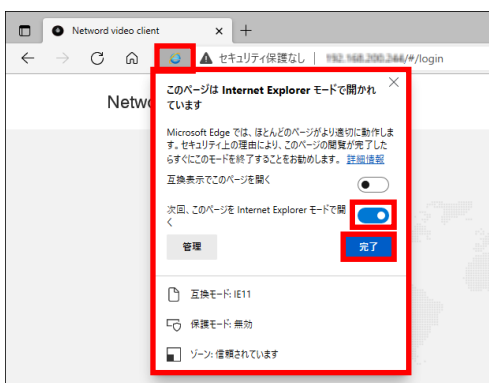 Netword video client
セキュリティ保護なし | 192.168.200.244/#/login
Netwo
このページは Internet Explorer モードで開かれ
ています
Microsoft Edge では、ほとんどのページがより適切に動作しま
す。セキュリティ上の理由により、このページの閲覧が完了した
らすぐにこのモードを終了することをお勧めします。 詳細情報
互換表示でこのページを開く
次回、このページを Internet Explorer モードで開
く
管理
完了
互換モード: IE11
保護モード: 無効
ゾーン: 信頼されています